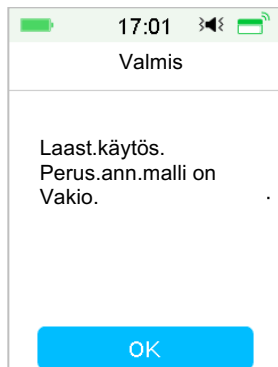 17:01
Valmis
Laast.käytös.
Perus.ann.malli on
Vakio.
OK